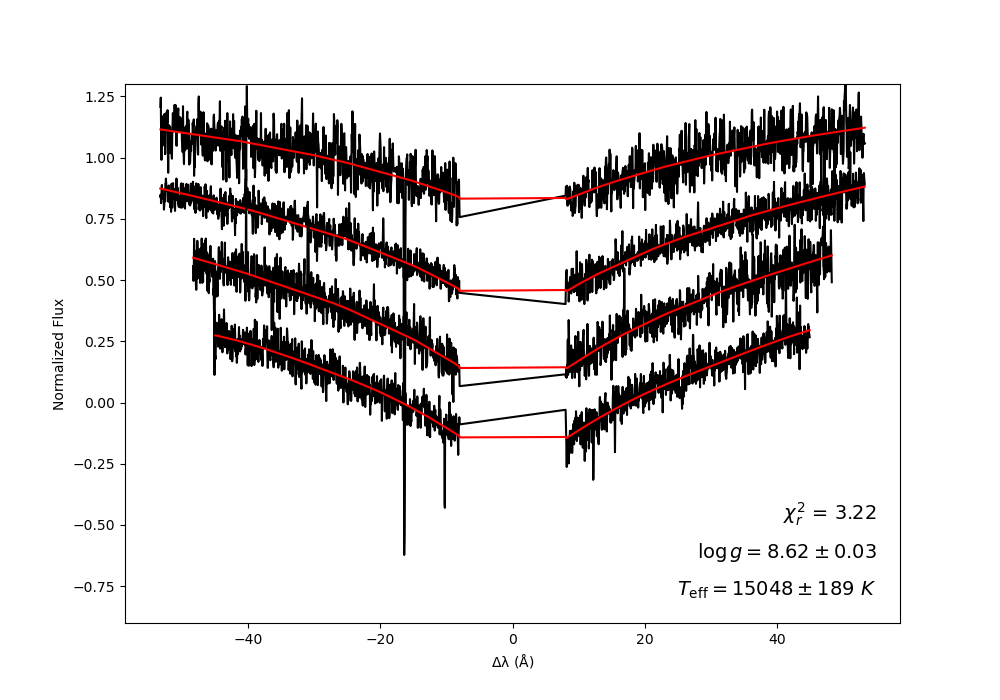 1.25
1.00
0.75
0.50
0.25
0.00
−0.25
−0.50
−0.75
Normalized Flux
χ²ᵣ = 3.22
log g = 8.62 ± 0.03
T_eff = 15048 ± 189 K
−40 −20 0 20 40
Δλ (Å)